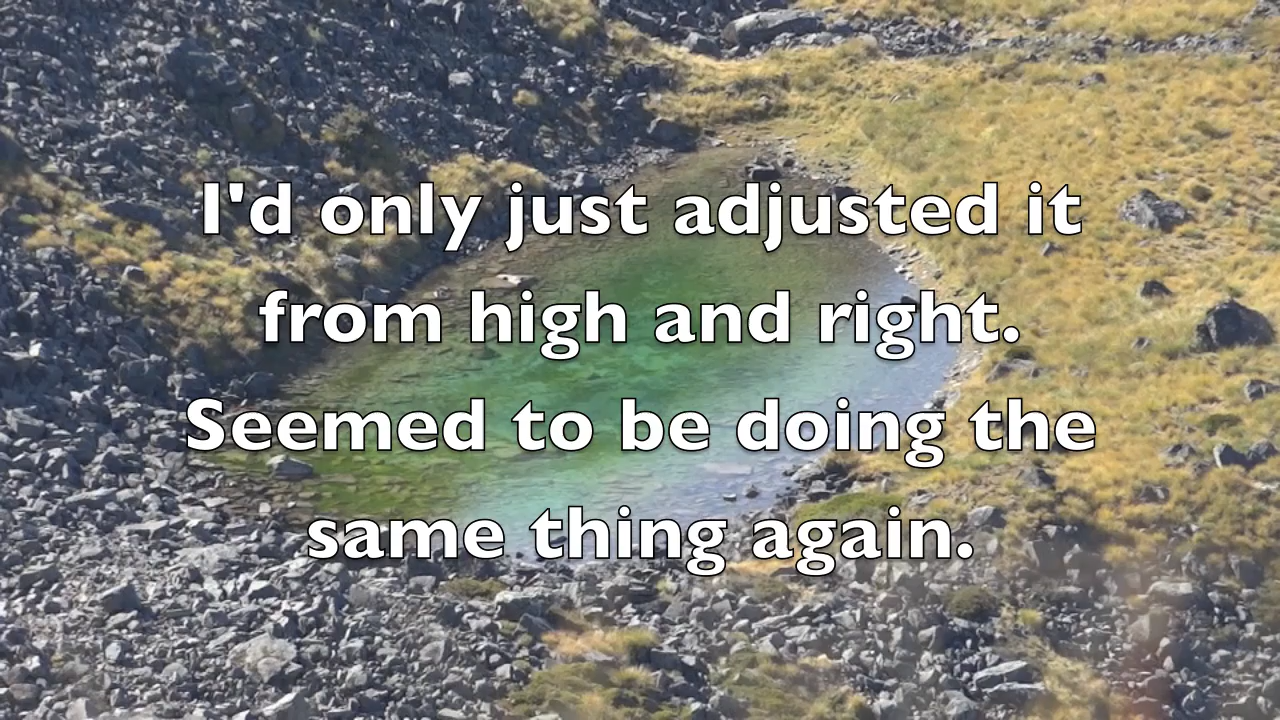 I'd only just adjusted it
from high and right.
Seemed to be doing the
same thing again.